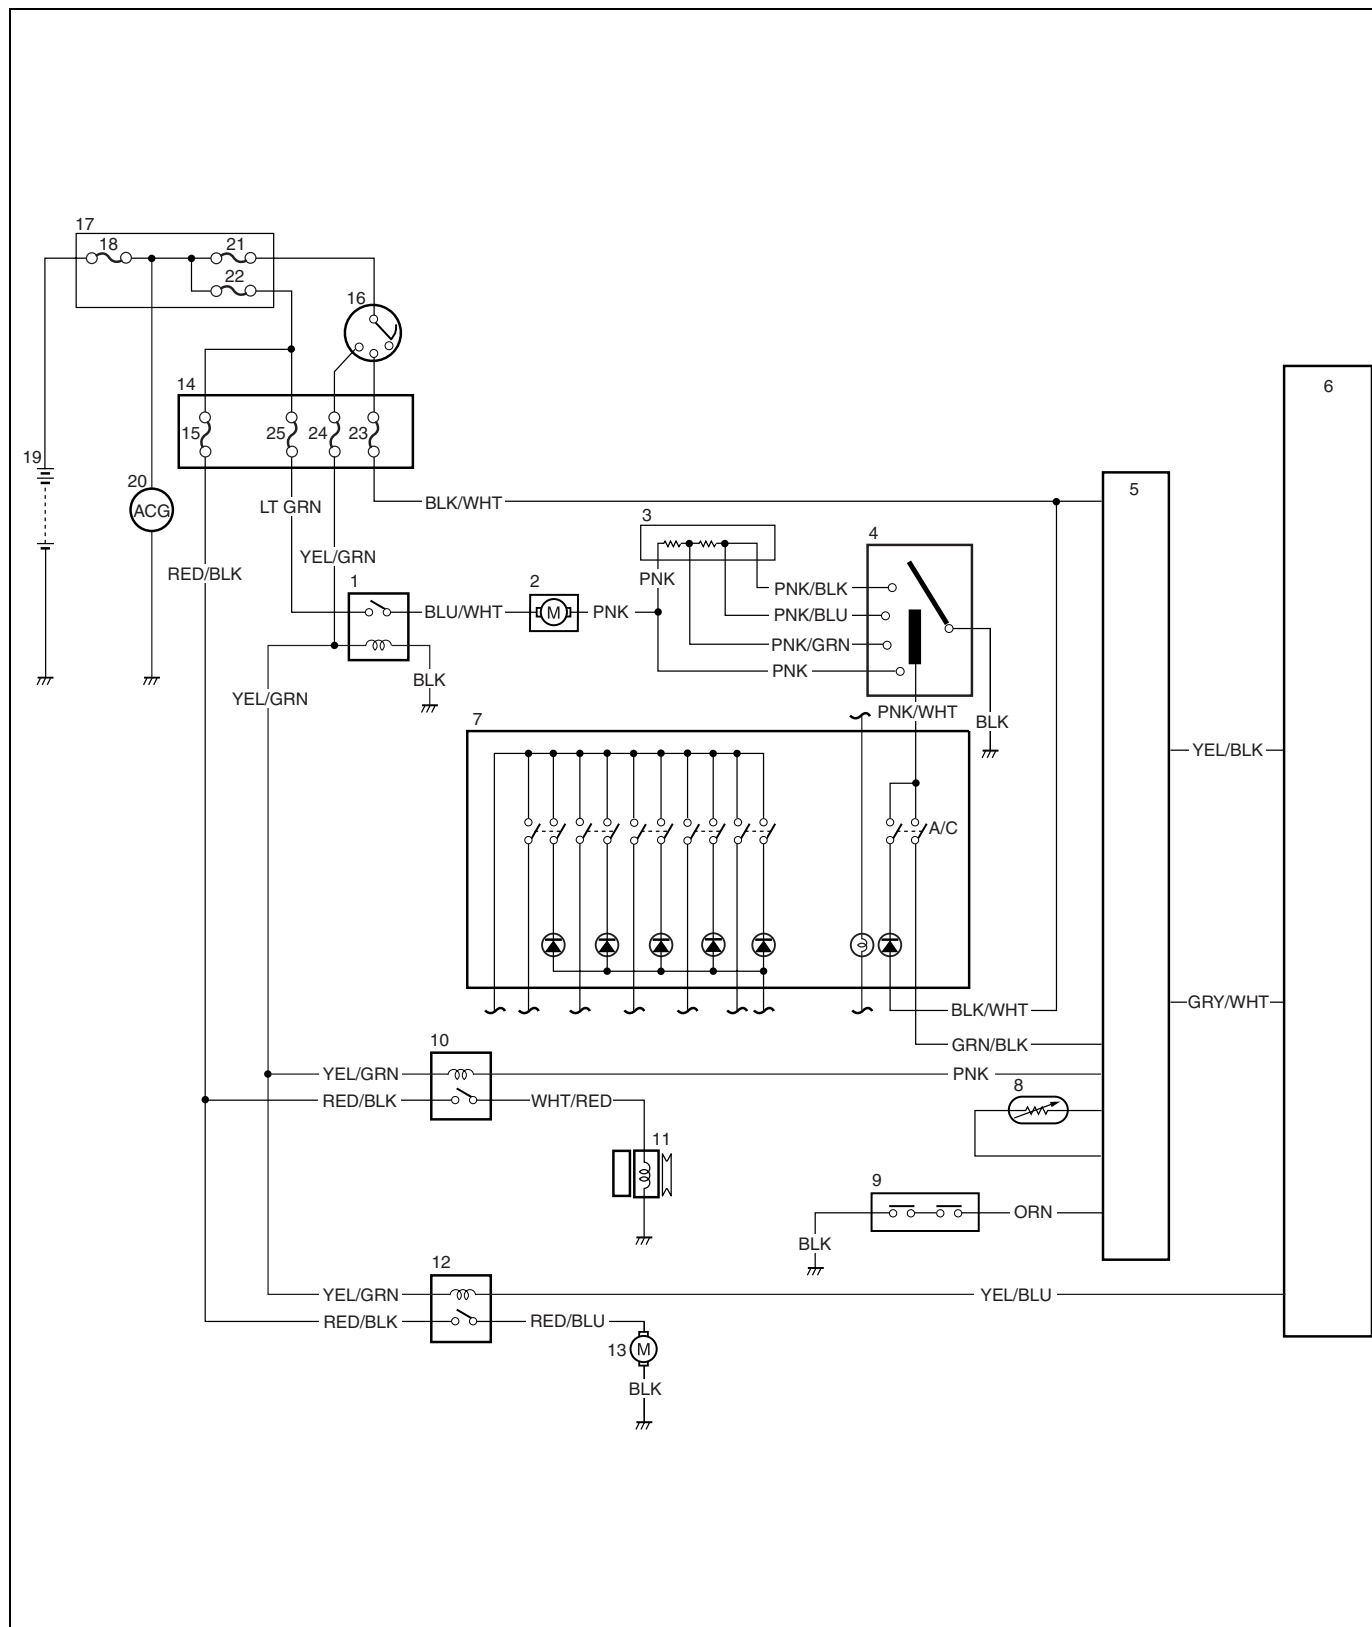 17
18
21
22
16
14
15
25
24
23
19
20
ACG
6
5
LT GRN
BLK/WHT
3
4
YEL/GRN
RED/BLK
PNK
1
2
PNK/BLK
BLU/WHT
M
PNK
PNK/BLU
PNK/GRN
PNK
BLK
YEL/GRN
PNK/WHT
7
BLK
YEL/BLK
A/C
GRY/WHT
BLK/WHT
10
GRN/BLK
YEL/GRN
PNK
8
RED/BLK
WHT/RED
11
9
ORN
BLK
12
YEL/GRN
YEL/BLU
RED/BLK
RED/BLU
13
M
BLK